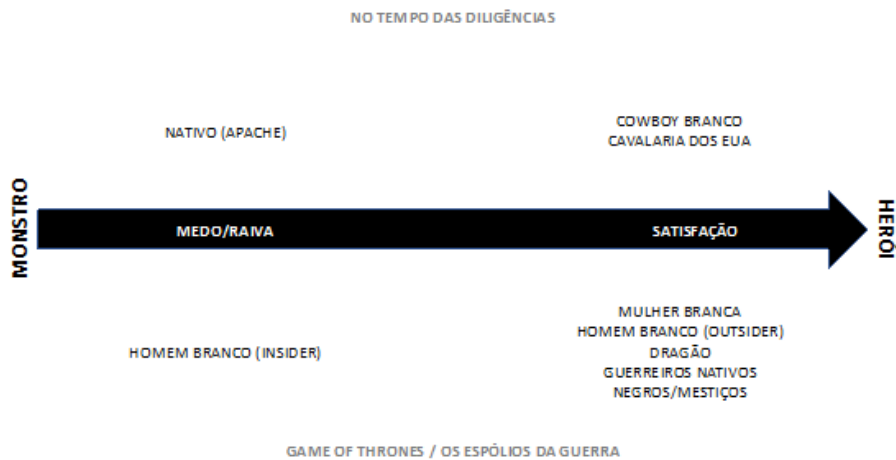 NO TEMPO DAS DILIGÊNCIAS
NATIVO (APACHE)
COWBOY BRANCO
CAVALARIA DOS EUA
MONSTRO
MEDO/RAIVA
SATISFAÇÃO
HERÓI
HOMEM BRANCO (INSIDER)
MULHER BRANCA
HOMEM BRANCO (OUTSIDER)
DRAGÃO
GUERREIROS NATIVOS
NEGROS/MESTIÇOS
GAME OF THRONES / OS ESPÓLIOS DA GUERRA